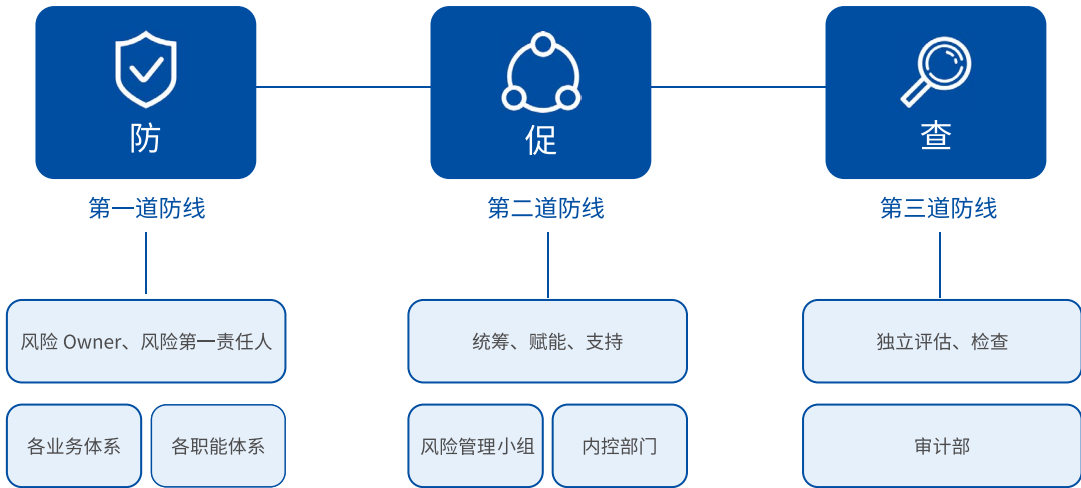 防
促
查
第一道防线
第二道防线
第三道防线
风险 Owner、风险第一责任人
统筹、赋能、支持
独立评估、检查
各业务体系
各职能体系
风险管理小组
内控部门
审计部